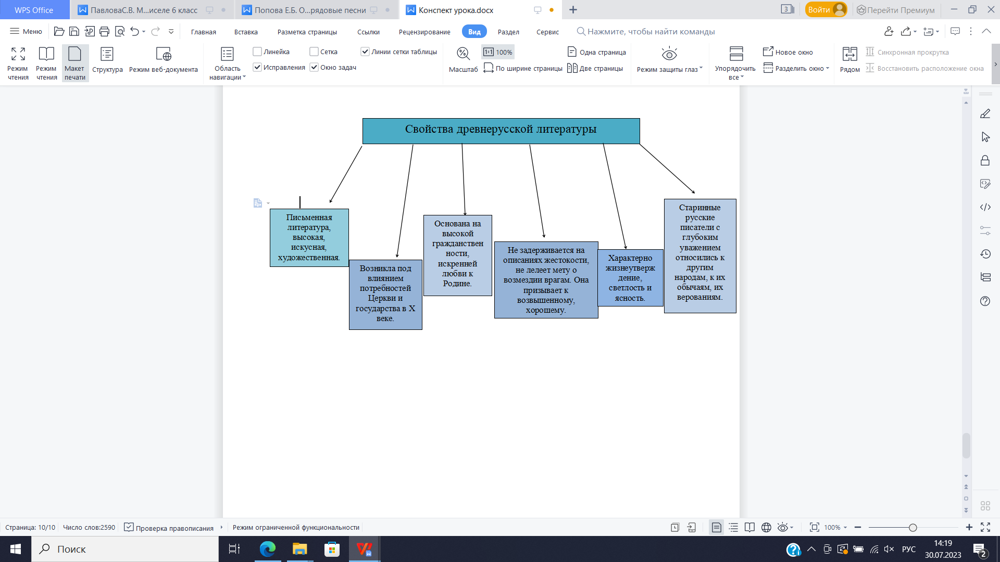 WPS Office
ПавловаС.В. М...иселе 6 класс
Попова Е.Б. О...рядовые песни
Конспект урока.docx
3
Войти
Перейти Премиум
Меню
Главная
Вставка
Разметка страницы
Ссылки
Рецензирование
Вид
Раздел
Сервис
Нажмите, чтобы найти команды
Режим
чтения
Режим
чтения
Макет
печати
Структура
Режим веб-документа
Область
навигации
Линейка
Сетка
Линии сетки таблицы
Исправления
Окно задач
Масштаб
1:1 100%
По ширине страницы
Одна страница
Две страницы
Режим защиты глаз
Упорядочить
все
Новое окно
Разделить окно
Рядом
Синхронная прокрутка
Восстановить расположение окна
Свойства древнерусской литературы
Письменная
литература,
высокая,
искусная,
художественная.
Возникла под
влиянием
потребностей
Церкви и
государства в X
веке.
Основана на
высокой
гражданствен
ности,
искренней
любви к
Родине.
Не задерживается на
описаниях жестокости,
не лелеет мету о
возмездии врагам. Она
призывает к
возвышенному,
хорошему.
Характерно
жизнеутверж
дение,
светлость и
ясность.
Старинные
русские
писатели с
глубоким
уважением
относились к
другим
народам, к их
обычаям, их
верованиям.
Страница: 10/10
Число слов:2590
Проверка правописания
Режим ограниченной функциональности
100%
Поиск
РУС
14:19
30.07.2023
2